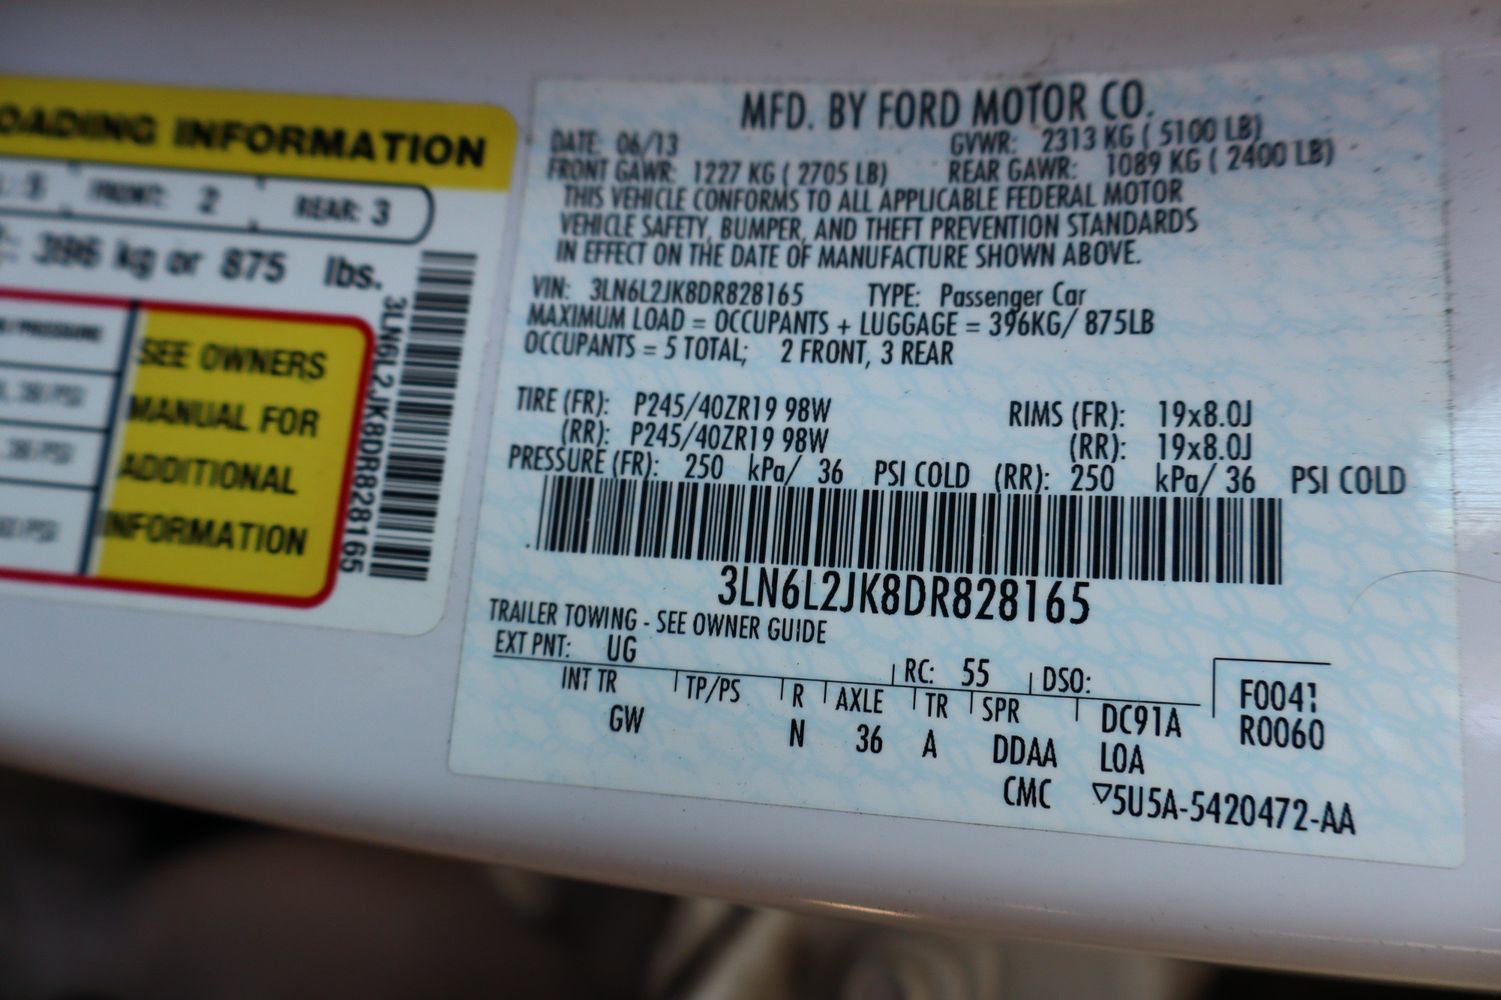 OADING INFORMATION
: 5 FRONT: 2 REAR: 3
: 396 kg or 875 lbs.
PRESSURE
SEE OWNERS
MANUAL FOR
ADDITIONAL
INFORMATION
3LN6L2JK8DR828165
MFD. BY FORD MOTOR CO.
DATE: 06/13 GVWR: 2313 KG ( 5100 LB)
FRONT GAWR: 1227 KG ( 2705 LB) REAR GAWR: 1089 KG ( 2400 LB)
THIS VEHICLE CONFORMS TO ALL APPLICABLE FEDERAL MOTOR
VEHICLE SAFETY, BUMPER, AND THEFT PREVENTION STANDARDS
IN EFFECT ON THE DATE OF MANUFACTURE SHOWN ABOVE.
VIN: 3LN6L2JK8DR828165 TYPE: Passenger Car
MAXIMUM LOAD = OCCUPANTS + LUGGAGE = 396KG/ 875LB
OCCUPANTS = 5 TOTAL; 2 FRONT, 3 REAR
TIRE (FR): P245/40ZR19 98W RIMS (FR): 19x8.0J
(RR): P245/40ZR19 98W (RR): 19x8.0J
PRESSURE (FR): 250 kPa/ 36 PSI COLD (RR): 250 kPa/ 36 PSI COLD
3LN6L2JK8DR828165
TRAILER TOWING - SEE OWNER GUIDE
EXT PNT: UG RC: 55 DSO: F0041
INT TR TP/PS R AXLE TR SPR DC91A R0060
GW N 36 A DDAA LOA
CMC ▽5U5A-5420472-AA